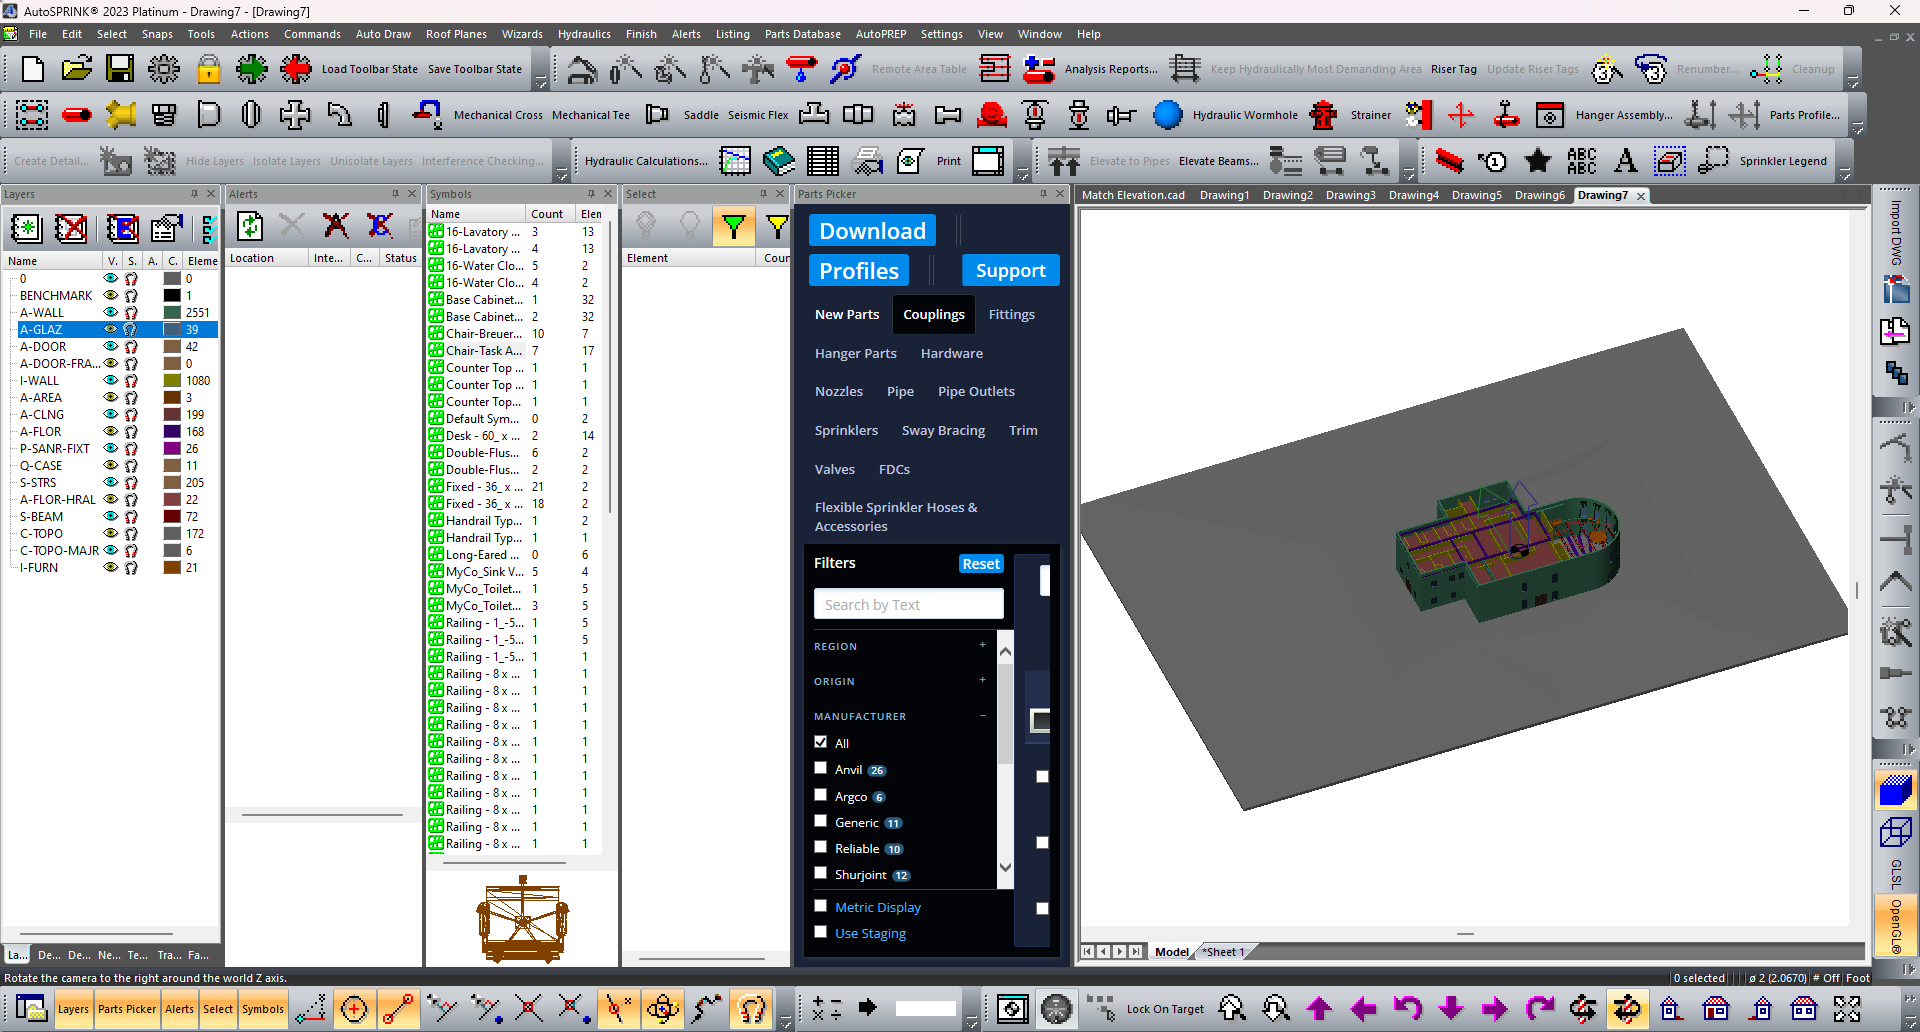 AutoSPRINK® 2023 Platinum - Drawing7 - [Drawing7]
File Edit Select Snaps Tools Actions Commands Auto Draw Roof Planes Wizards Hydraulics Finish Alerts Listing Parts Database AutoPREP Settings View Window Help
Load Toolbar State Save Toolbar State Remote Area Table Analysis Reports... Keep Hydraulically Most Demanding Area Riser Tag Update Riser Tags Renumber... Cleanup
Mechanical Cross Mechanical Tee Saddle Seismic Flex Hydraulic Wormhole Strainer Hanger Assembly... Parts Profile...
Create Detail... Hide Layers Isolate Layers Unisolate Layers Interference Checking... Hydraulic Calculations... Print Elevate to Pipes Elevate Beams... ABC ABC A Sprinkler Legend
Layers
Name V. S. A. C. Eleme
0 0
BENCHMARK 1
A-WALL 2551
A-GLAZ 39
A-DOOR 42
A-DOOR-FRA... 0
I-WALL 1080
A-AREA 3
A-CLNG 199
A-FLOR 168
P-SANR-FIXT 26
Q-CASE 11
S-STRS 205
A-FLOR-HRAL 22
S-BEAM 72
C-TOPO 172
C-TOPO-MAJR 6
I-FURN 21
La... De... De... Ne... Te... Tra... Fa...
Alerts
Location Inte... C... Status
Symbols
Name Count Elen
16-Lavatory ... 3 13
16-Lavatory ... 4 13
16-Water Clo... 5 2
16-Water Clo... 4 2
Base Cabinet... 1 32
Base Cabinet... 2 32
Chair-Breuer... 10 7
Chair-Task A... 7 17
Counter Top ... 1 1
Counter Top ... 1 1
Counter Top... 1 1
Default Sym... 0 2
Desk - 60_ x ... 2 14
Double-Flus... 6 2
Double-Flus... 2 2
Fixed - 36_ x ... 21 2
Fixed - 36_ x ... 18 2
Handrail Typ... 1 2
Handrail Typ... 1 1
Long-Eared ... 0 6
MyCo_Sink V... 5 4
MyCo_Toilet... 1 5
MyCo_Toilet... 3 5
Railing - 1_-5... 1 5
Railing - 1_-5... 1 5
Railing - 1_-5... 1 1
Railing - 8 x ... 1 1
Railing - 8 x ... 1 1
Railing - 8 x ... 1 1
Railing - 8 x ... 1 1
Railing - 8 x ... 1 1
Railing - 8 x ... 1 1
Railing - 8 x ... 1 1
Railing - 8 x ... 1 1
Railing - 8 x ... 1 1
Railing - 8 x ... 1 1
Railing - 8 x ... 1 1
Select
Element Coun
Parts Picker
Download
Profiles Support
New Parts Couplings Fittings
Hanger Parts Hardware
Nozzles Pipe Pipe Outlets
Sprinklers Sway Bracing Trim
Valves FDCs
Flexible Sprinkler Hoses &
Accessories
Filters Reset
Search by Text
REGION +
ORIGIN +
MANUFACTURER −
All
Anvil 26
Argco 6
Generic 11
Reliable 10
Shurjoint 12
Metric Display
Use Staging
Match Elevation.cad Drawing1 Drawing2 Drawing3 Drawing4 Drawing5 Drawing6 Drawing7
Model *Sheet 1
Import DWG
GLSL
OpenGL®
Rotate the camera to the right around the world Z axis.
0 selected ø 2 (2.0670) # Off Foot
Layers Parts Picker Alerts Select Symbols Lock On Target